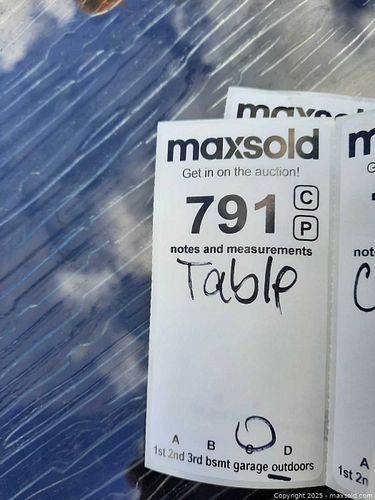 maxsold
maxsold
Get in on the auction!
791 C
P
notes and measurements
Table
A B C D
1st 2nd 3rd bsmt garage outdoors
m
G
not
C
A
1st 2n
Copyright 2025 - maxsold.com